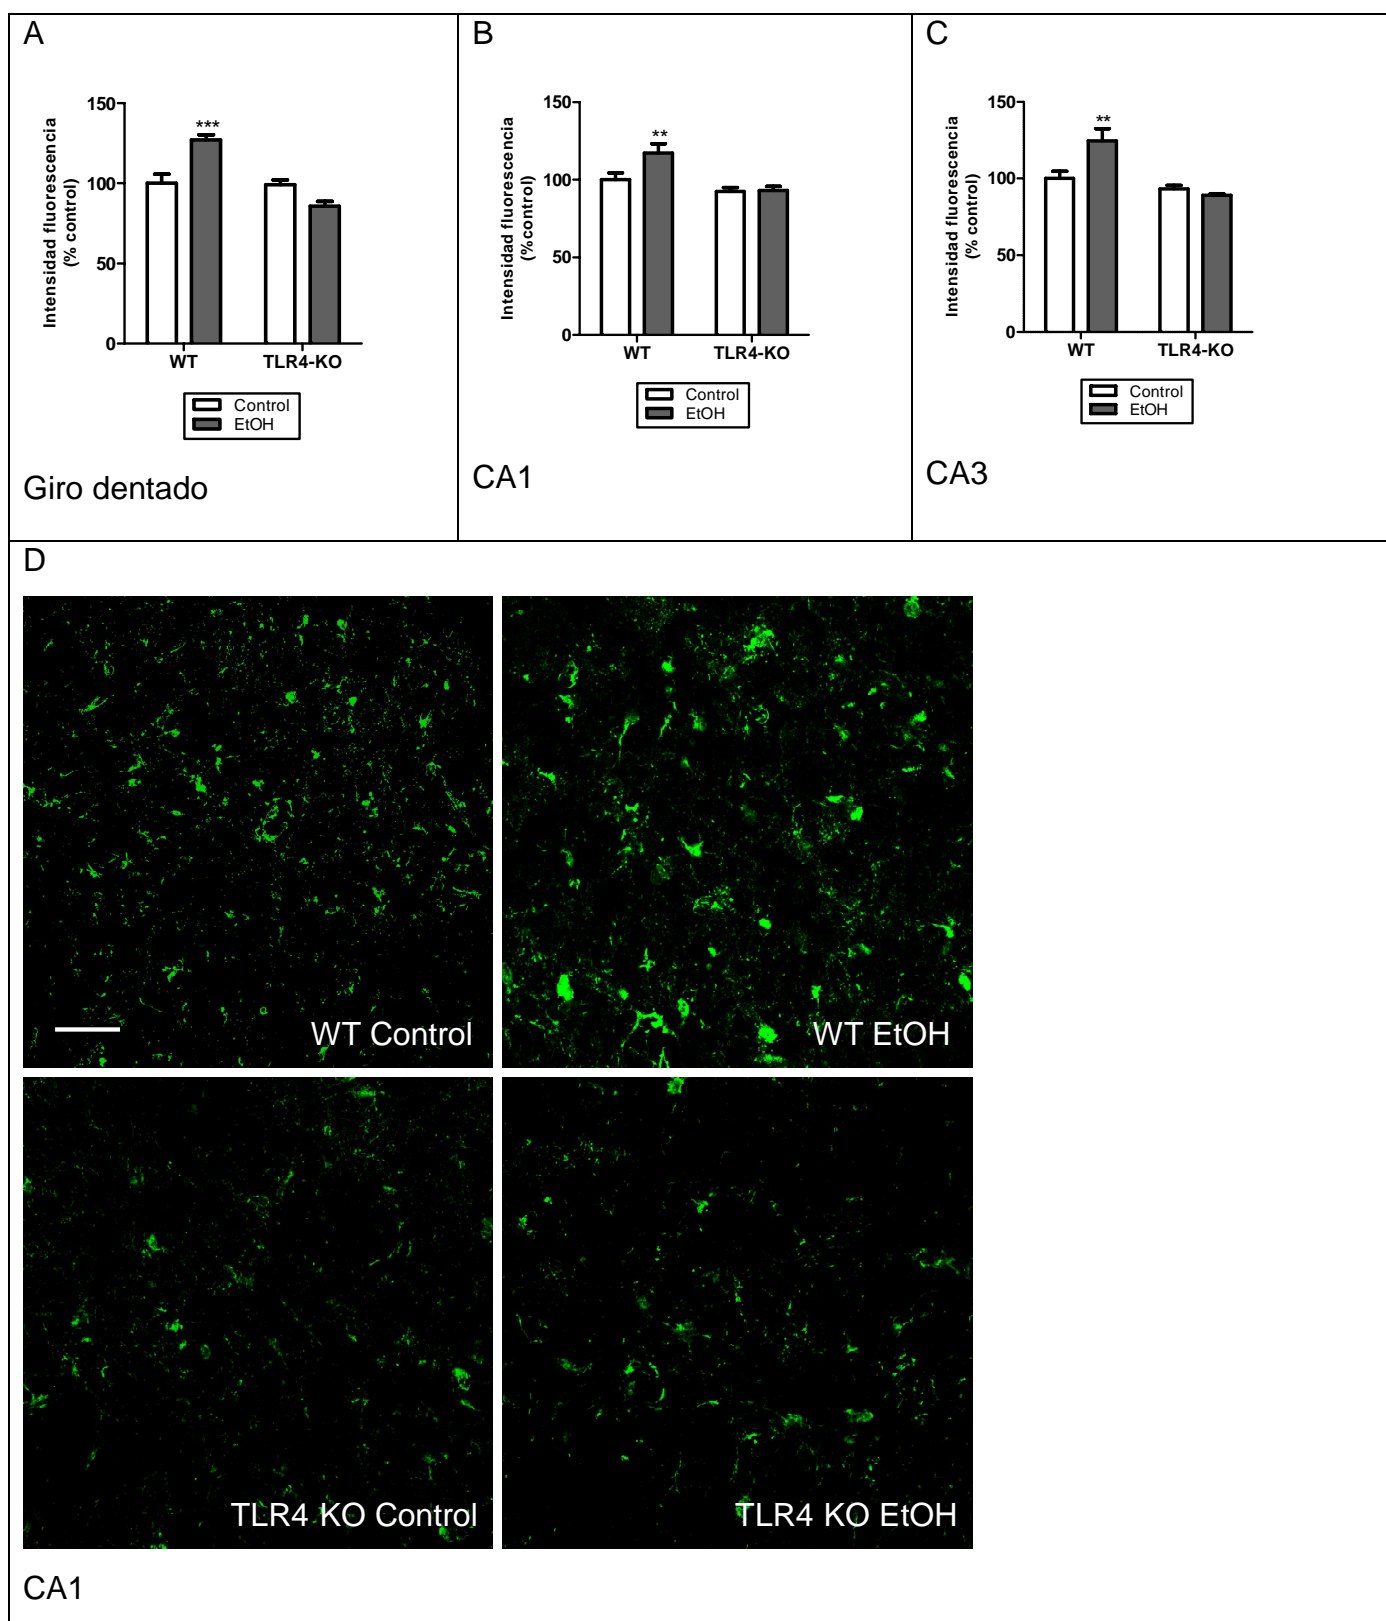 A
Intensidad fluorescencia
(% control)
150
100
50
0
***
WT
TLR4-KO
Control
EtOH
Giro dentado
B
Intensidad fluorescencia
(%control)
150
100
50
0
**
WT
TLR4-KO
Control
EtOH
CA1
C
Intensidad fluorescencia
(% control)
150
100
50
0
**
WT
TLR4-KO
Control
EtOH
CA3
D
WT Control
WT EtOH
TLR4 KO Control
TLR4 KO EtOH
CA1